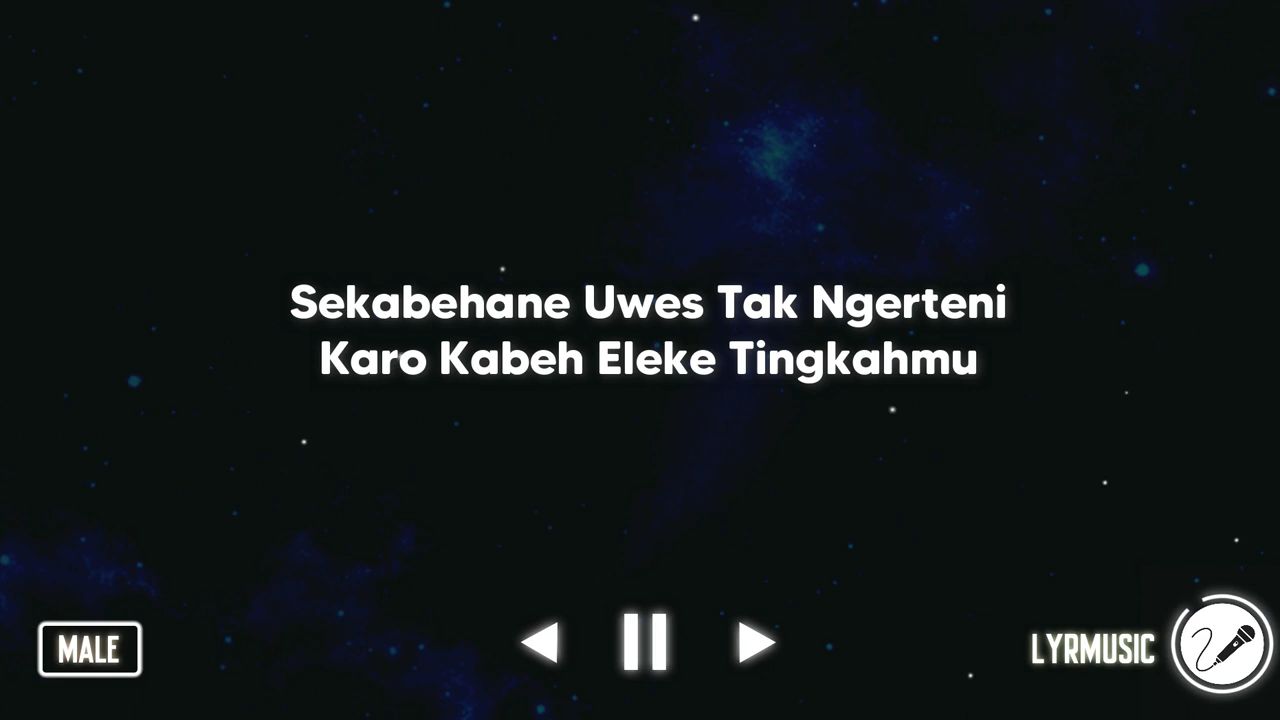 Sekabehane Uwes Tak Ngerteni
Karo Kabeh Eleke Tingkahmu
MALE
LYRMUSIC